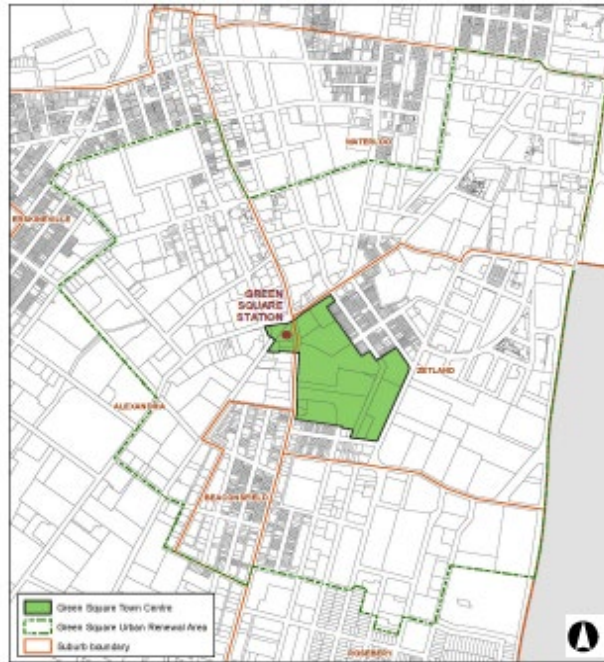 WATERLOO
ERSKINEVILLE
GREEN
SQUARE
STATION
ZETLAND
ALEXANDRIA
BEACONSFIELD
Green Square Town Centre
Green Square Urban Renewal Area
Suburb boundary
ROSEBERY